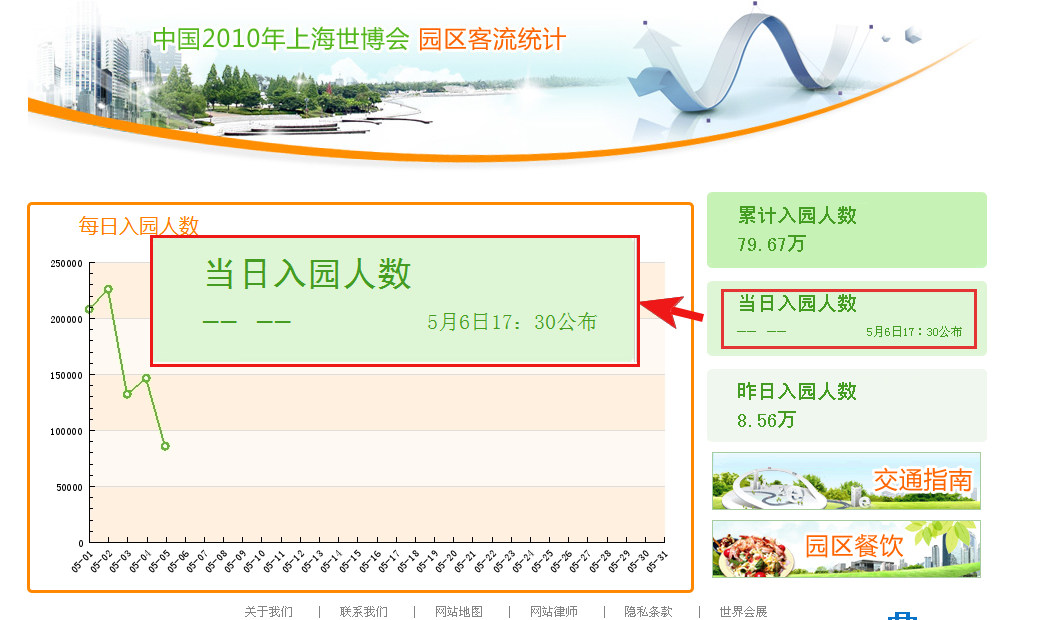 中国2010年上海世博会 园区客流统计
每日入园人数
当日入园人数
—— —— 5月6日17：30公布
250000
200000
150000
100000
50000
0
05-01 05-02 05-03 05-04 05-05 05-06 05-07 05-08 05-09 05-10 05-11 05-12 05-13 05-14 05-15 05-16 05-17 05-18 05-19 05-20 05-21 05-22 05-23 05-24 05-25 05-26 05-27 05-28 05-29 05-30 05-31
累计入园人数
79.67万
当日入园人数
—— —— 5月6日17：30公布
昨日入园人数
8.56万
交通指南
园区餐饮
关于我们 | 联系我们 | 网站地图 | 网站律师 | 隐私条款 | 世界会展